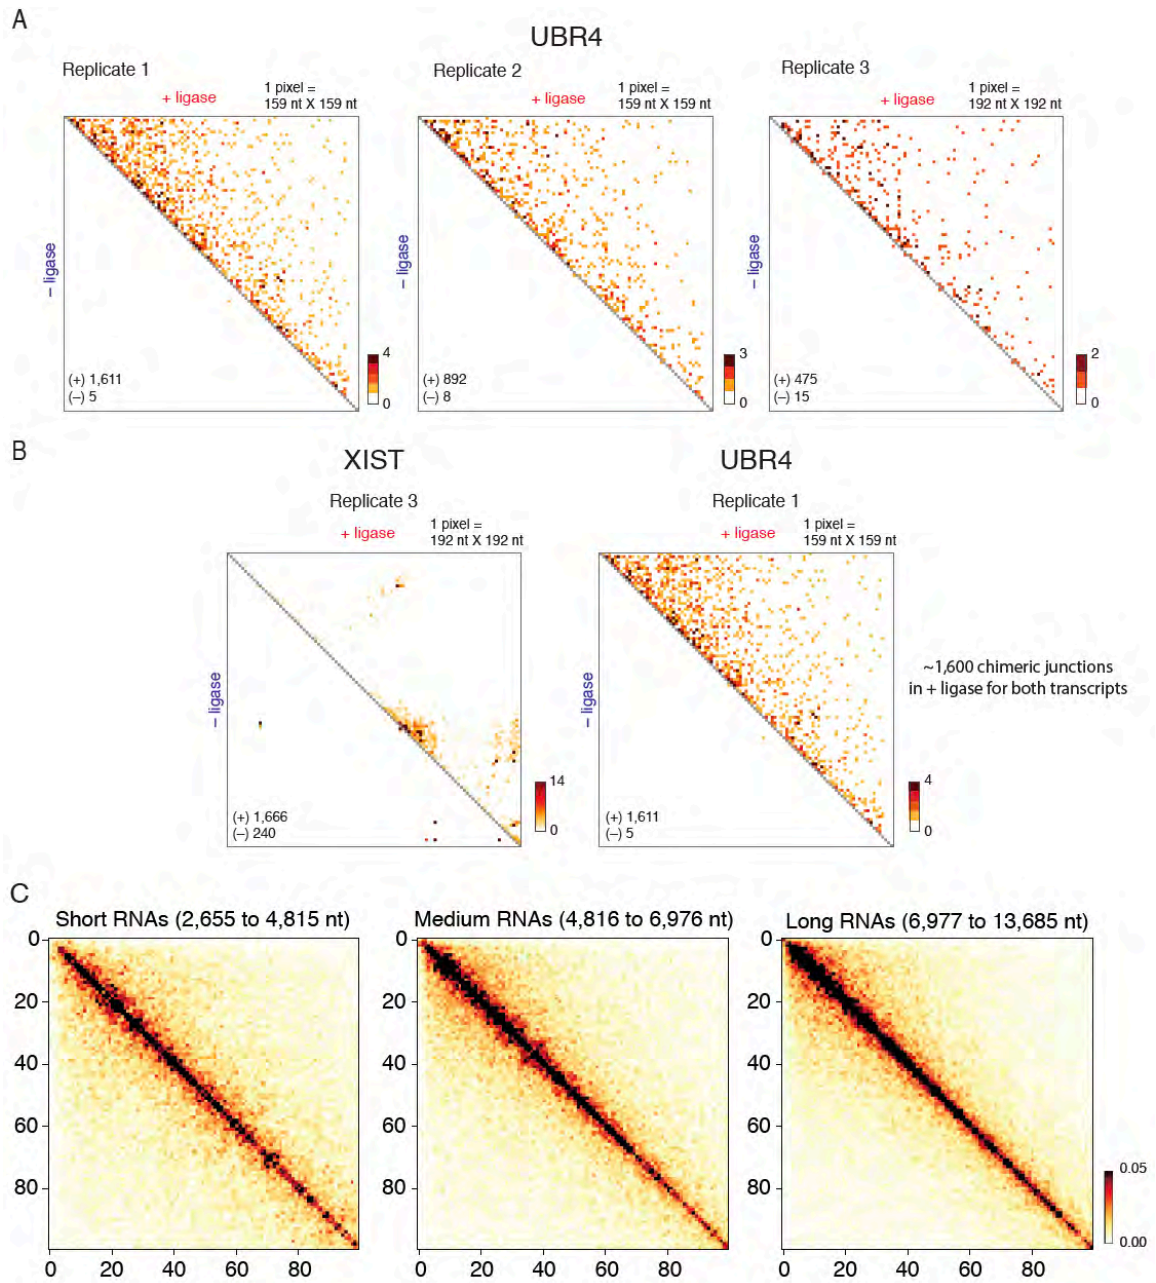 A
UBR4
Replicate 1
+ ligase
1 pixel =
159 nt X 159 nt
– ligase
(+) 1,611
(–) 5
4
0
Replicate 2
+ ligase
1 pixel =
159 nt X 159 nt
– ligase
(+) 892
(–) 8
3
0
Replicate 3
+ ligase
1 pixel =
192 nt X 192 nt
– ligase
(+) 475
(–) 15
2
0
B
XIST
Replicate 3
+ ligase
1 pixel =
192 nt X 192 nt
– ligase
(+) 1,666
(–) 240
14
0
UBR4
Replicate 1
+ ligase
1 pixel =
159 nt X 159 nt
– ligase
(+) 1,611
(–) 5
4
0
~1,600 chimeric junctions
in + ligase for both transcripts
C
Short RNAs (2,655 to 4,815 nt)
0
20
40
60
80
0 20 40 60 80
Medium RNAs (4,816 to 6,976 nt)
0
20
40
60
80
0 20 40 60 80
Long RNAs (6,977 to 13,685 nt)
0
20
40
60
80
0 20 40 60 80
0.05
0.00